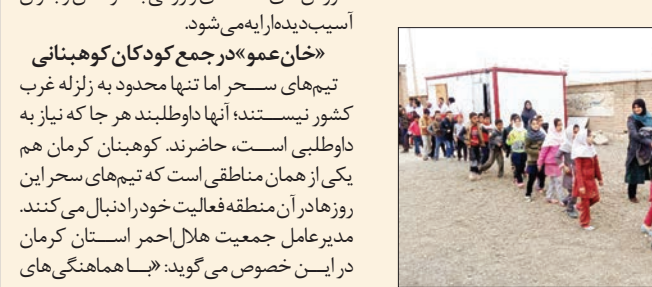 آسیب‌دیده ارایه می‌شود.
«خان‌عمو» در جمع کودکان کوهبنانی
تیم‌های سحر اما تنها محدود به زلزله غرب
کشور نیستند؛ آنها داوطلبند هر جا که نیاز به
داوطلبی است، حاضرند. کوهبنان کرمان هم
یکی از همان مناطقی است که تیم‌های سحر این
روزها در آن منطقه فعالیت خود را دنبال می‌کنند.
مدیرعامل جمعیت هلال‌احمر استان کرمان
در این خصوص می‌گوید: «با هماهنگی‌های